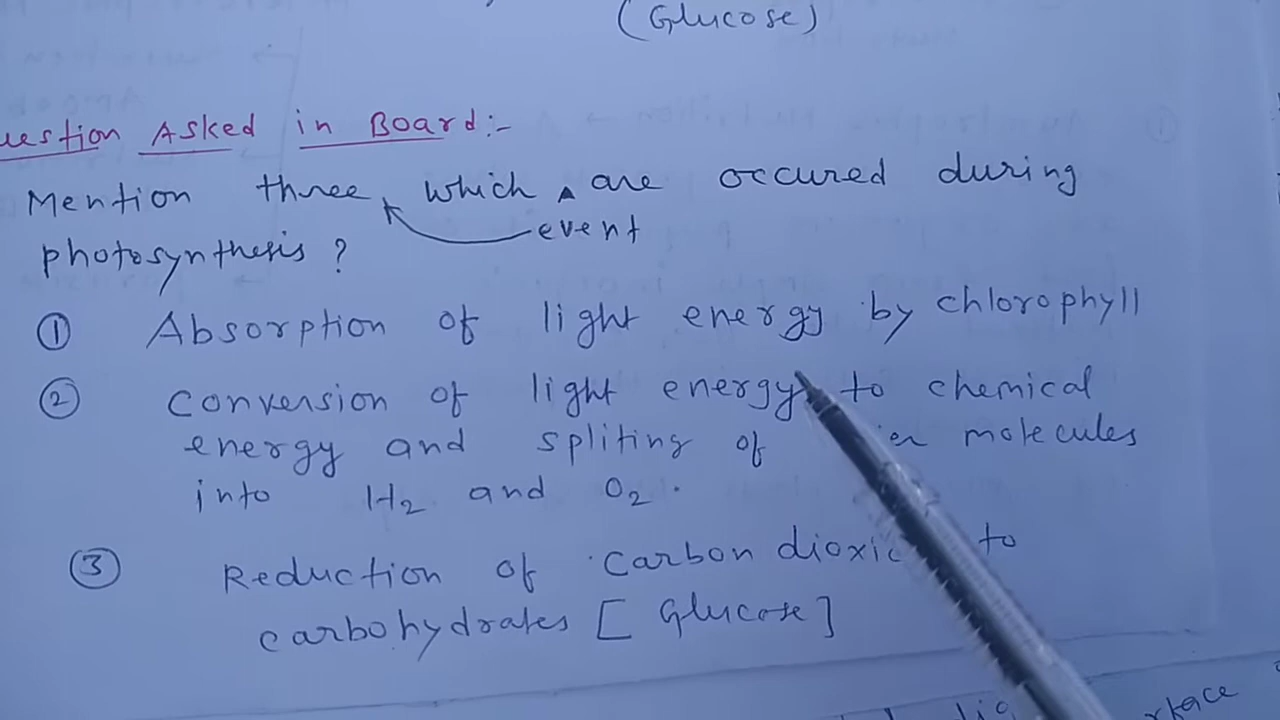 (Glucose)
uestion Asked in Board:-
Mention three which are occured during
event
photosynthesis ?
① Absorption of light energy by chlorophyll
② Conversion of light energy to chemical
energy and spliting of molecules
into H2 and O2.
③ Reduction of carbon dioxi to
carbohydrates [Glucose]